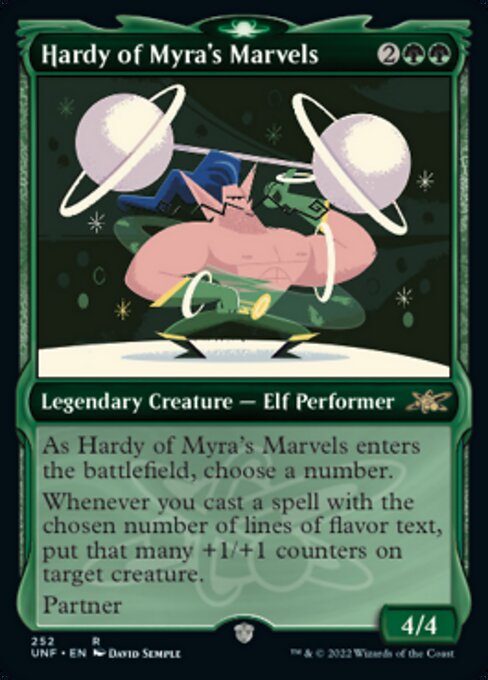 Hardy of Myra's Marvels 2
Legendary Creature — Elf Performer
As Hardy of Myra's Marvels enters
the battlefield, choose a number.
Whenever you cast a spell with the
chosen number of lines of flavor text,
put that many +1/+1 counters on
target creature.
Partner
4/4
252 R
UNF • EN DAVID SEMPLE ™ & © 2022 Wizards of the Coast